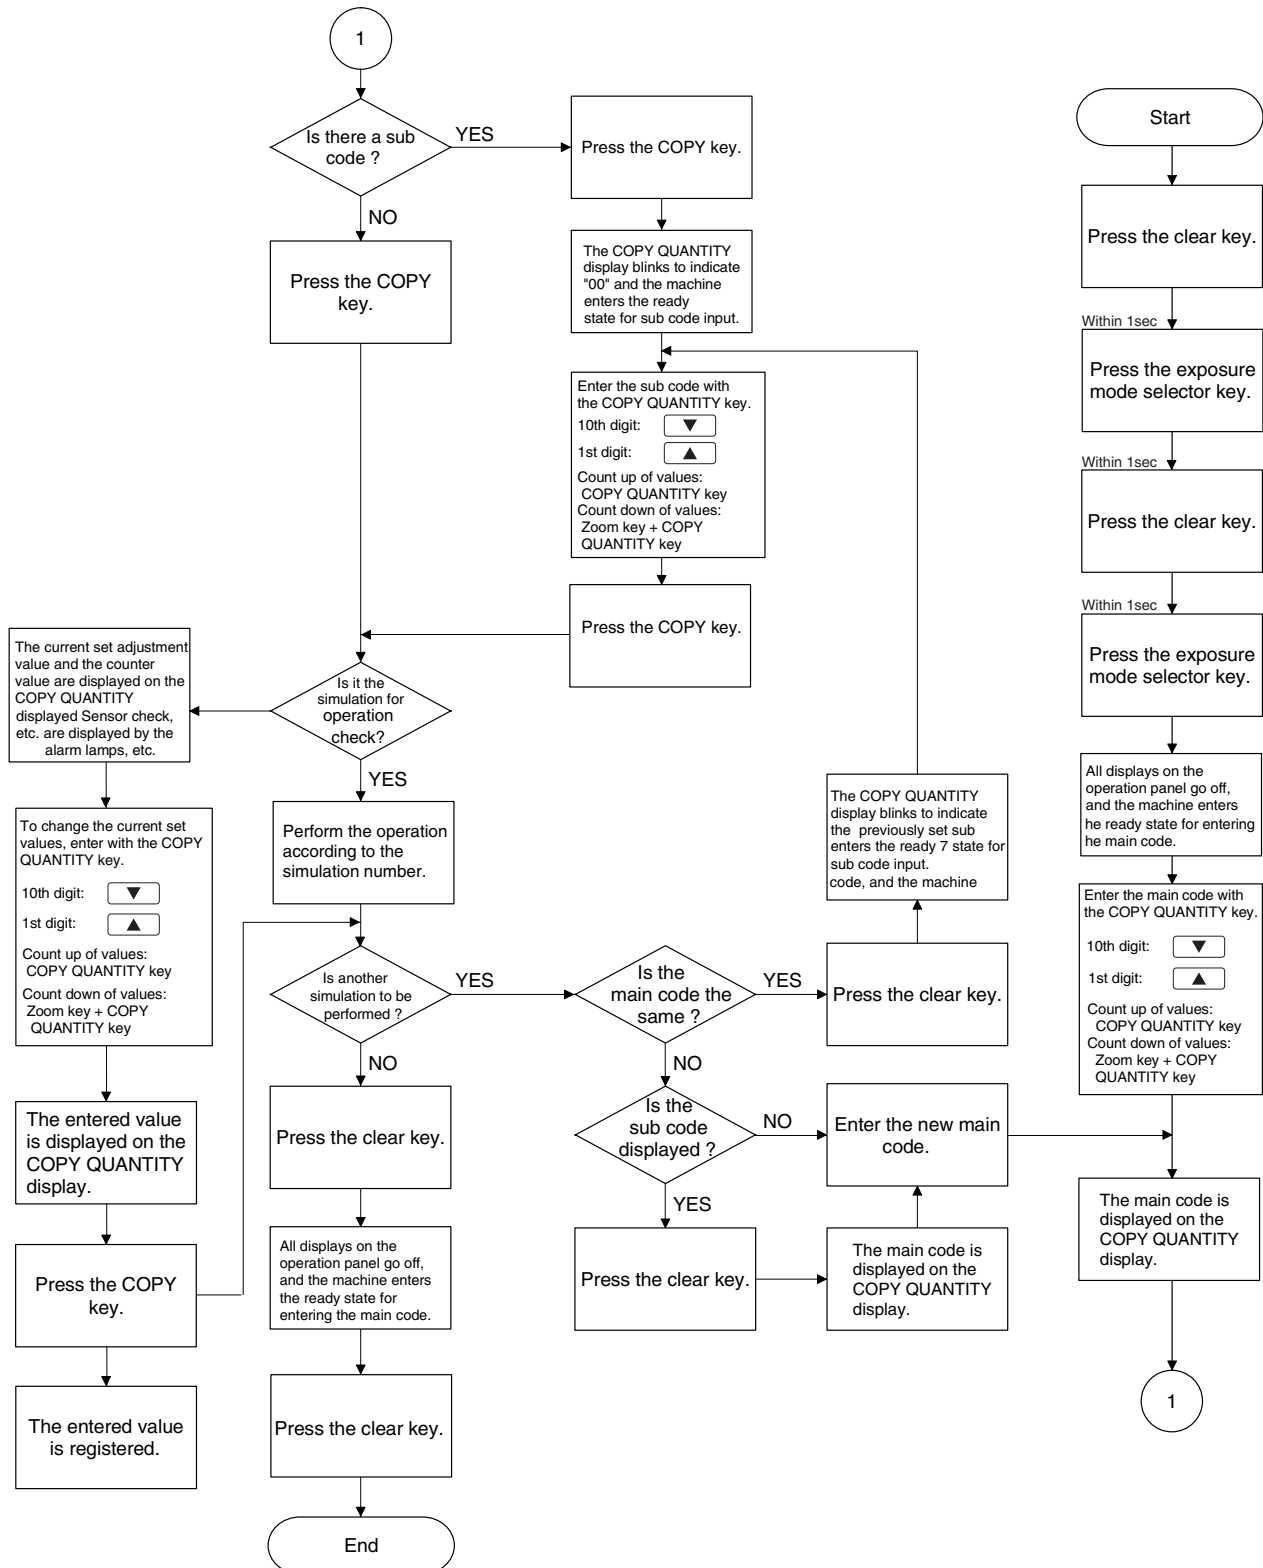 1
Is there a sub
code ?
YES
NO
Press the COPY
key.
Press the COPY key.
The COPY QUANTITY
display blinks to indicate
"00" and the machine
enters the ready
state for sub code input.
Enter the sub code with
the COPY QUANTITY key.
10th digit:
1st digit:
Count up of values:
COPY QUANTITY key
Count down of values:
Zoom key + COPY
QUANTITY key
Press the COPY key.
Is it the
simulation for
operation
check?
YES
The current set adjustment
value and the counter
value are displayed on the
COPY QUANTITY
displayed Sensor check,
etc. are displayed by the
alarm lamps, etc.
To change the current set
values, enter with the COPY
QUANTITY key.
10th digit:
1st digit:
Count up of values:
COPY QUANTITY key
Count down of values:
Zoom key + COPY
QUANTITY key
The entered value
is displayed on the
COPY QUANTITY
display.
Press the COPY
key.
The entered value
is registered.
Perform the operation
according to the
simulation number.
Is another
simulation to be
performed ?
YES
NO
Press the clear key.
All displays on the
operation panel go off,
and the machine enters
the ready state for
entering the main code.
Press the clear key.
End
Is the
main code the
same ?
YES
NO
Press the clear key.
The COPY QUANTITY
display blinks to indicate
the previously set sub
enters the ready 7 state for
sub code input.
code, and the machine
Is the
sub code
displayed ?
NO
YES
Enter the new main
code.
Press the clear key.
The main code is
displayed on the
COPY QUANTITY
display.
Start
Press the clear key.
Within 1sec
Press the exposure
mode selector key.
Within 1sec
Press the clear key.
Within 1sec
Press the exposure
mode selector key.
All displays on the
operation panel go off,
and the machine enters
he ready state for entering
he main code.
Enter the main code with
the COPY QUANTITY key.
10th digit:
1st digit:
Count up of values:
COPY QUANTITY key
Count down of values:
Zoom key + COPY
QUANTITY key
The main code is
displayed on the
COPY QUANTITY
display.
1